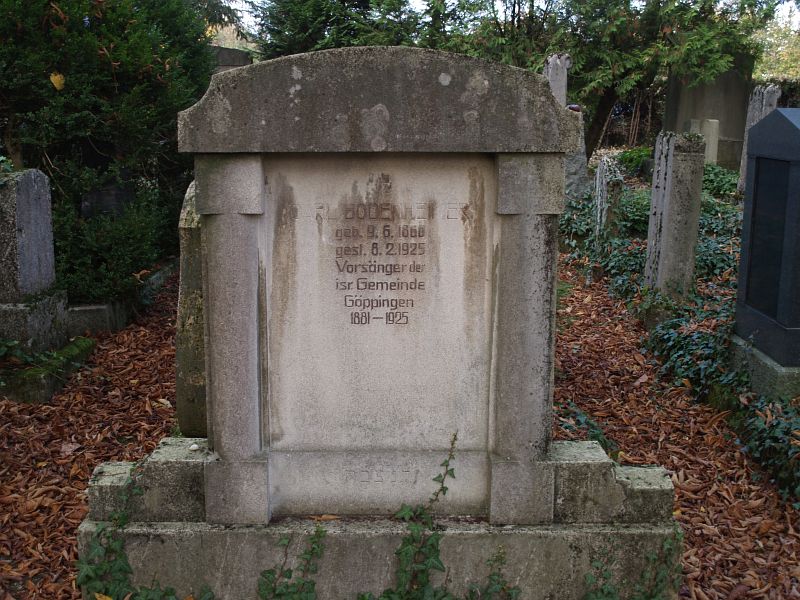 BODENHEIMER
geb. 9. 6. 1860
gest. 8. 2. 1925
Vorsänger der
isr. Gemeinde
Göppingen
1881—1925